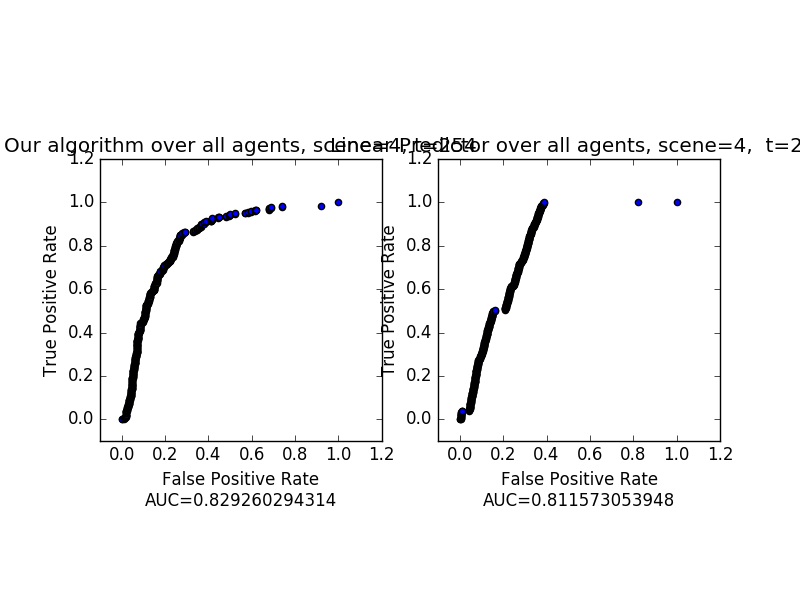 Our algorithm over all agents, scene=4, t=254
Linear Predictor over all agents, scene=4, t=2
1.2
1.0
0.8
0.6
0.4
0.2
0.0
True Positive Rate
0.0 0.2 0.4 0.6 0.8 1.0 1.2
False Positive Rate
AUC=0.829260294314
1.2
1.0
0.8
0.6
0.4
0.2
0.0
True Positive Rate
0.0 0.2 0.4 0.6 0.8 1.0 1.2
False Positive Rate
AUC=0.811573053948